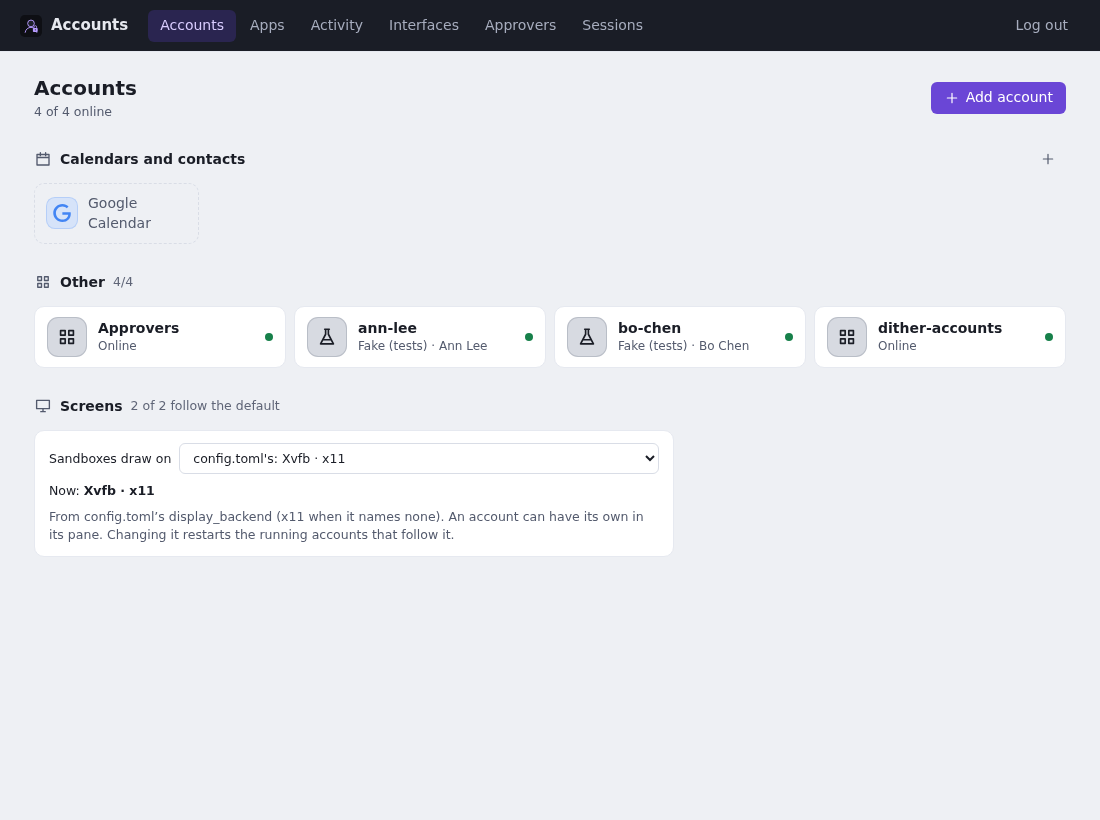 Accounts
Accounts
Apps
Activity
Interfaces
Approvers
Sessions
Log out
Accounts
4 of 4 online
Add account
Calendars and contacts
Google
Calendar
Other 4/4
Approvers
Online
ann-lee
Fake (tests) · Ann Lee
bo-chen
Fake (tests) · Bo Chen
dither-accounts
Online
Screens 2 of 2 follow the default
Sandboxes draw on config.toml's: Xvfb · x11
Now: Xvfb · x11
From config.toml’s display_backend (x11 when it names none). An account can have its own in
its pane. Changing it restarts the running accounts that follow it.